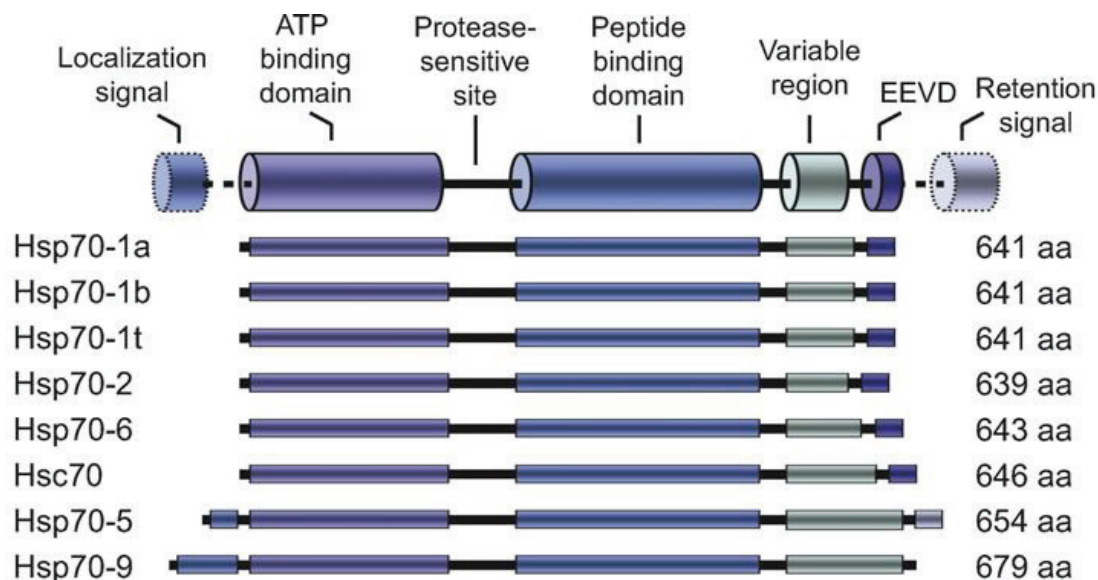 Localization
signal
ATP
binding
domain
Protease-
sensitive
site
Peptide
binding
domain
Variable
region
EEVD
Retention
signal
Hsp70-1a 641 aa
Hsp70-1b 641 aa
Hsp70-1t 641 aa
Hsp70-2 639 aa
Hsp70-6 643 aa
Hsc70 646 aa
Hsp70-5 654 aa
Hsp70-9 679 aa